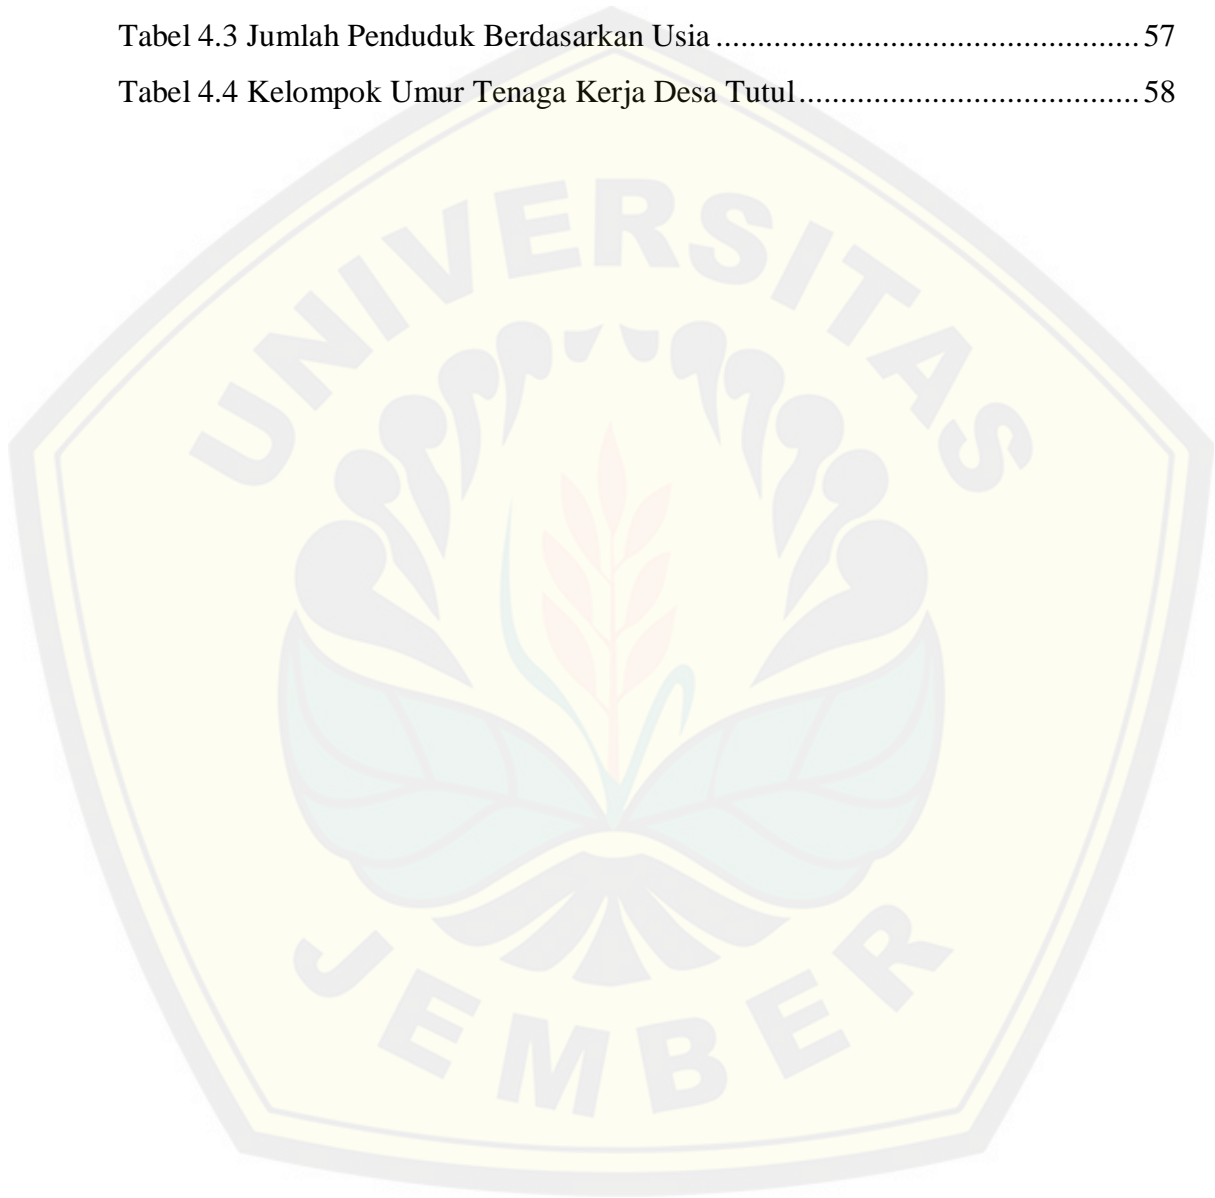 Tabel 4.3 Jumlah Penduduk Berdasarkan Usia ................................................... 57
Tabel 4.4 Kelompok Umur Tenaga Kerja Desa Tutul ......................................... 58
UNIVERSITAS
JEMBER